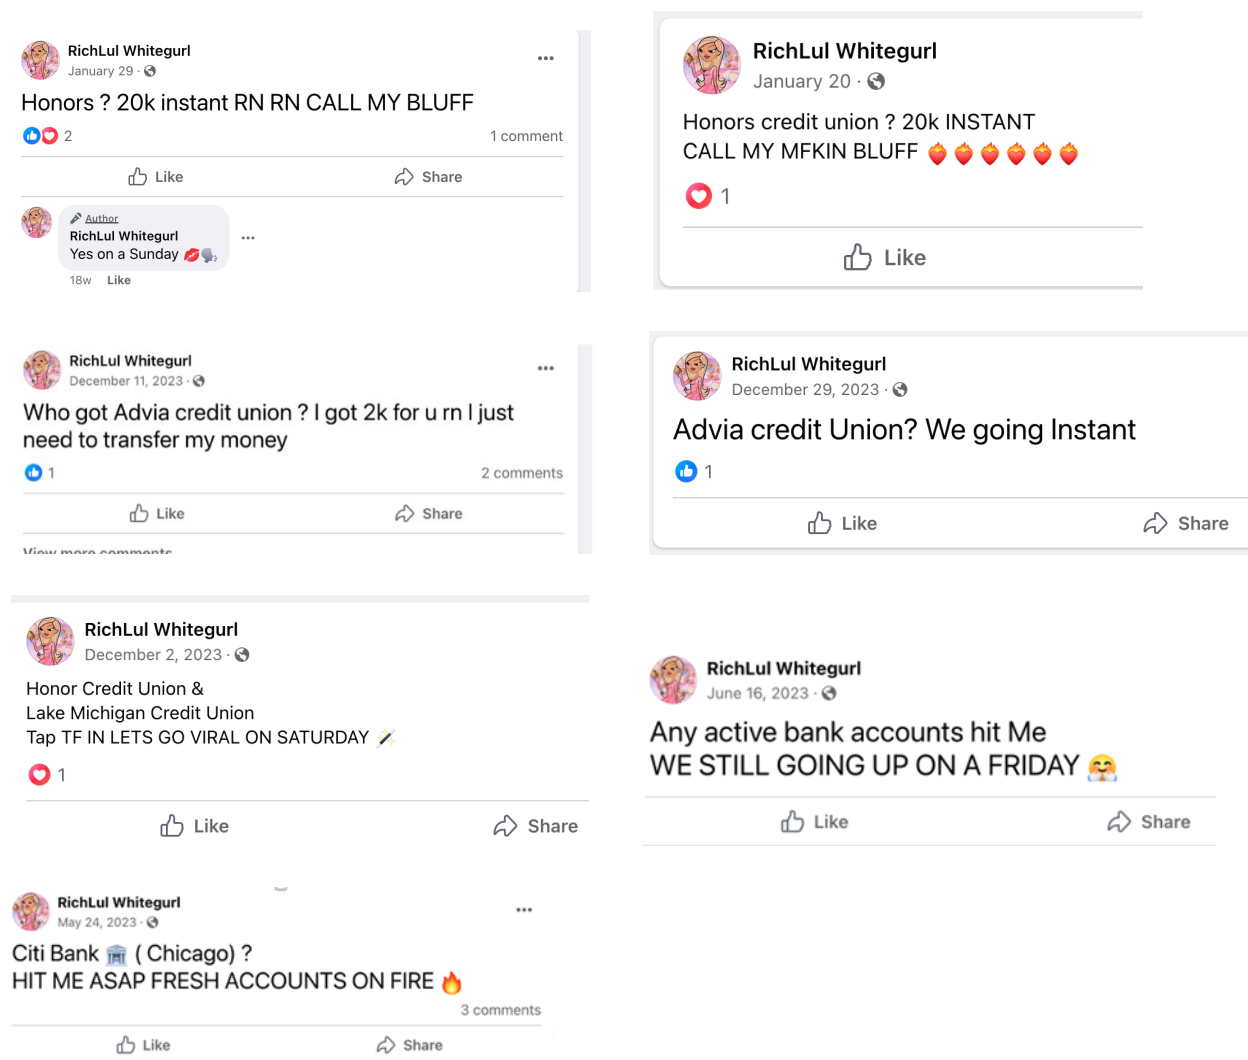 RichLul Whitegurl
January 29 ·
Honors ? 20k instant RN RN CALL MY BLUFF
2
1 comment
Like
Share
Author
RichLul Whitegurl
Yes on a Sunday 💋🗣️
18w Like
RichLul Whitegurl
January 20 ·
Honors credit union ? 20k INSTANT
CALL MY MFKIN BLUFF ❤️‍🔥❤️‍🔥❤️‍🔥❤️‍🔥❤️‍🔥❤️‍🔥
1
Like
RichLul Whitegurl
December 11, 2023 ·
Who got Advia credit union ? I got 2k for u rn I just
need to transfer my money
1
2 comments
Like
Share
View more comments
RichLul Whitegurl
December 29, 2023 ·
Advia credit Union? We going Instant
1
Like
Share
RichLul Whitegurl
December 2, 2023 ·
Honor Credit Union &
Lake Michigan Credit Union
Tap TF IN LETS GO VIRAL ON SATURDAY 🪄
1
Like
Share
RichLul Whitegurl
June 16, 2023 ·
Any active bank accounts hit Me
WE STILL GOING UP ON A FRIDAY 🤗
Like
Share
RichLul Whitegurl
May 24, 2023 ·
Citi Bank 🏦 ( Chicago) ?
HIT ME ASAP FRESH ACCOUNTS ON FIRE 🔥
3 comments
Like
Share